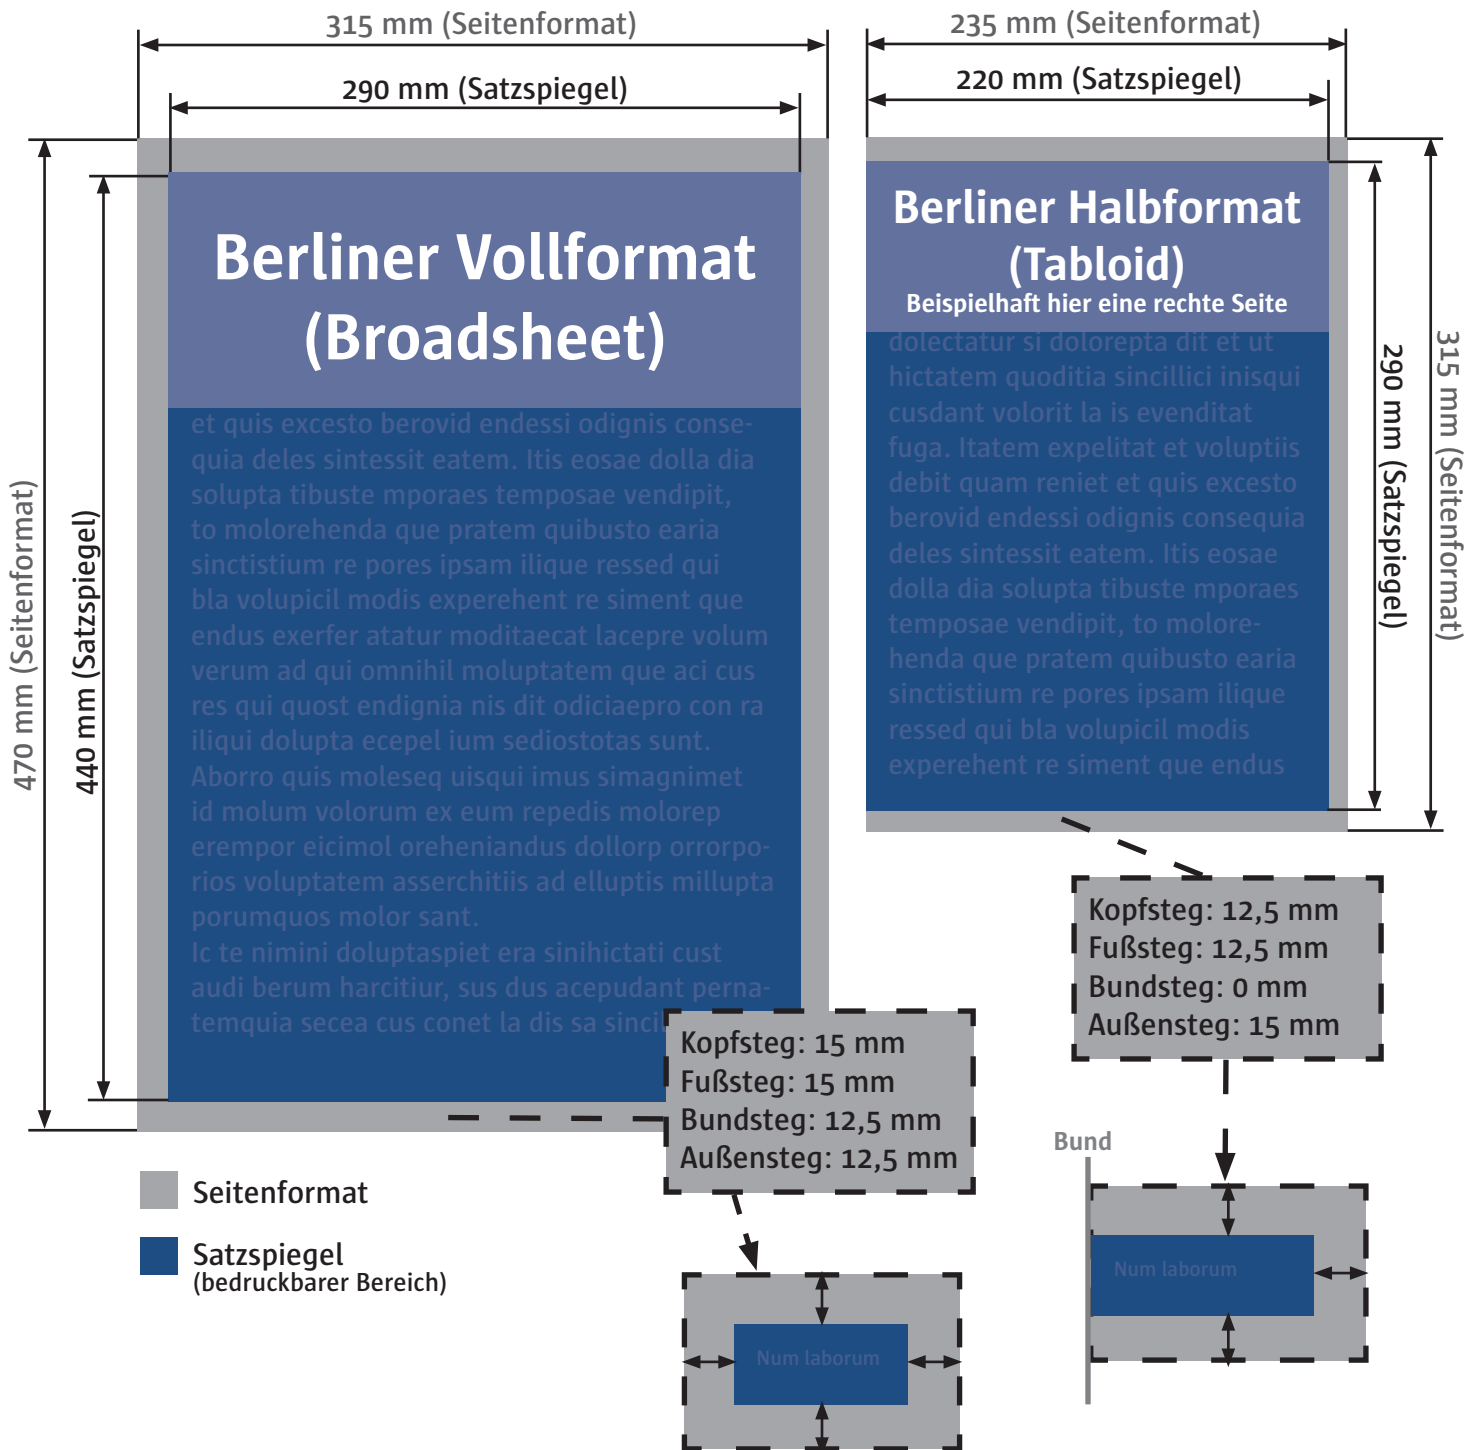 315 mm (Seitenformat)
290 mm (Satzspiegel)
470 mm (Seitenformat)
440 mm (Satzspiegel)
Berliner Vollformat
(Broadsheet)
et quis excesto berovid endessi odignis conse-
quia deles sintessit eatem. Itis eosae dolla dia
solupta tibuste mporaes temposae vendipit,
to molorehenda que pratem quibusto earia
sinctistium re pores ipsam ilique ressed qui
bla volupicil modis experehent re siment que
endus exerfer atatur moditaecat lacepre volum
verum ad qui omnihil moluptatem que aci cus
res qui quost endignia nis dit odiciaepro con ra
iliqui dolupta ecepel ium sediostotas sunt.
Aborro quis moleseq uisqui imus simagnimet
id molum volorum ex eum repedis molorep
erempor eicimol oreheniandus dollorp orrorpo-
rios voluptatem asserchitiis ad elluptis millupta
porumquos molor sant.
Ic te nimini doluptaspiet era sinihictati cust
audi berum harcitiur, sus dus acepudant perna-
temquia secea cus conet la dis sa sinci
Kopfsteg: 15 mm
Fußsteg: 15 mm
Bundsteg: 12,5 mm
Außensteg: 12,5 mm
Num laborum
Seitenformat
Satzspiegel
(bedruckbarer Bereich)
235 mm (Seitenformat)
220 mm (Satzspiegel)
Berliner Halbformat
(Tabloid)
Beispielhaft hier eine rechte Seite
dolectatur si dolorepta dit et ut
hictatem quoditia sincillici inisqui
cusdant volorit la is evenditat
fuga. Itatem expelitat et voluptiis
debit quam reniet et quis excesto
berovid endessi odignis consequia
deles sintessit eatem. Itis eosae
dolla dia solupta tibuste mporaes
temposae vendipit, to molore-
henda que pratem quibusto earia
sinctistium re pores ipsam ilique
ressed qui bla volupicil modis
experehent re siment que endus
290 mm (Satzspiegel)
315 mm (Seitenformat)
Kopfsteg: 12,5 mm
Fußsteg: 12,5 mm
Bundsteg: 0 mm
Außensteg: 15 mm
Bund
Num laborum